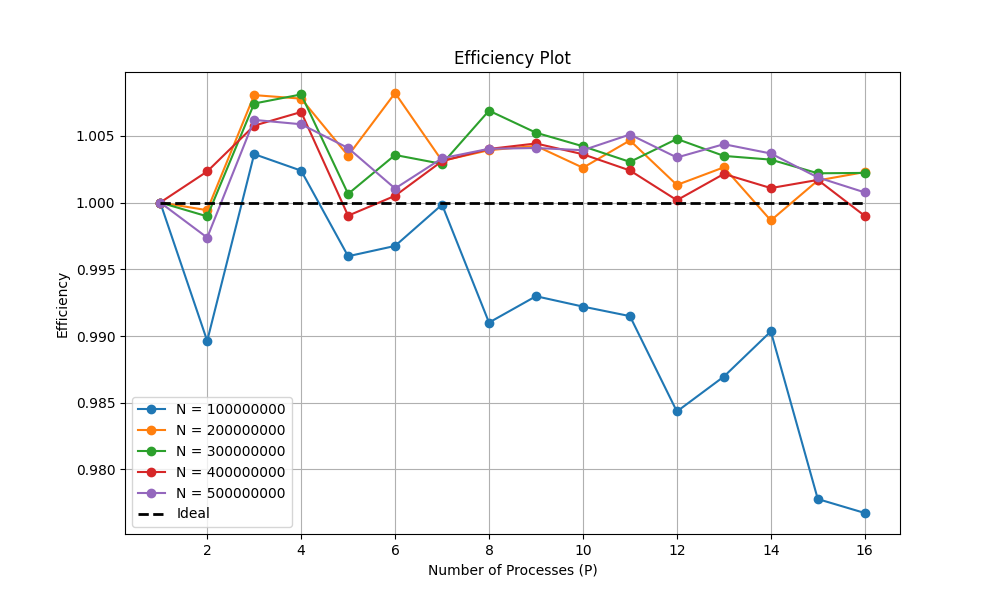 Efficiency Plot
Efficiency
1.005
1.000
0.995
0.990
0.985
0.980
N = 100000000
N = 200000000
N = 300000000
N = 400000000
N = 500000000
Ideal
2 4 6 8 10 12 14 16
Number of Processes (P)